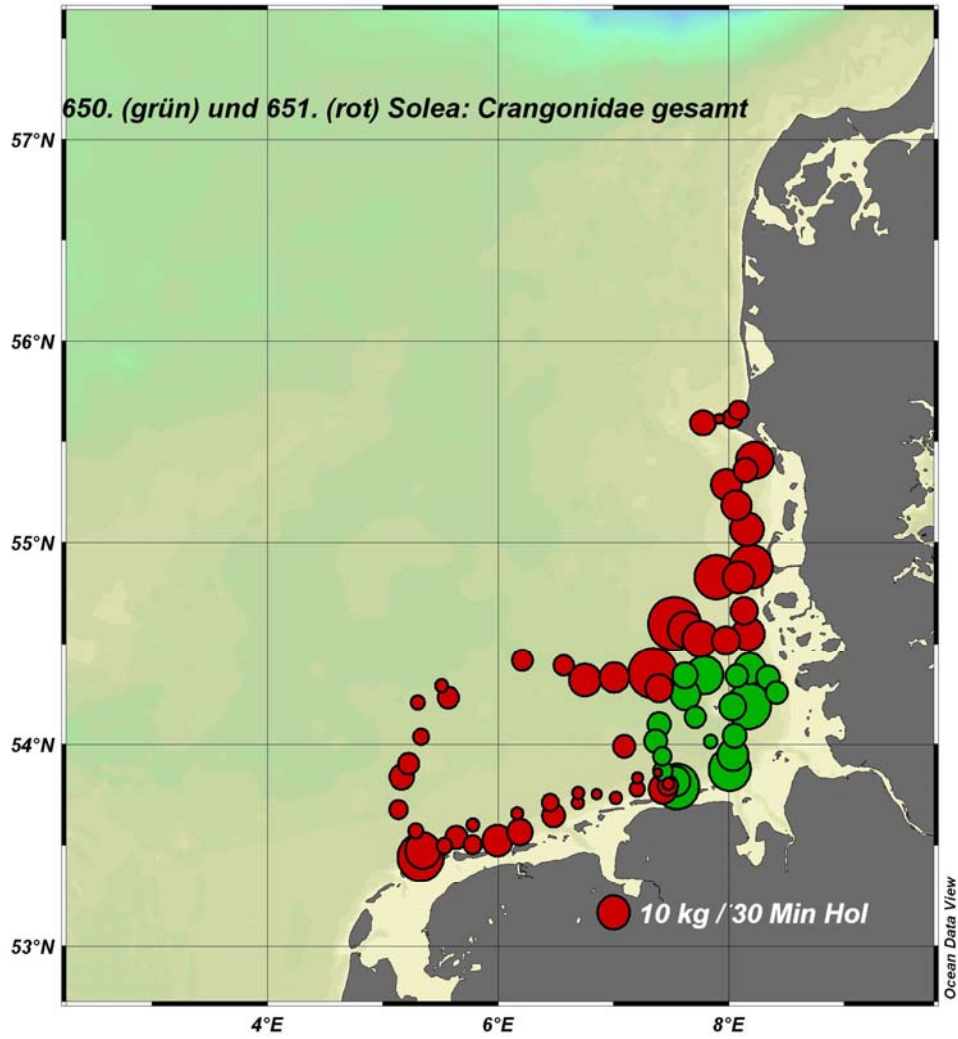 650. (grün) und 651. (rot) Solea: Crangonidae gesamt
57°N
56°N
55°N
54°N
53°N
10 kg / 30 Min Hol
4°E
6°E
8°E
Ocean Data View